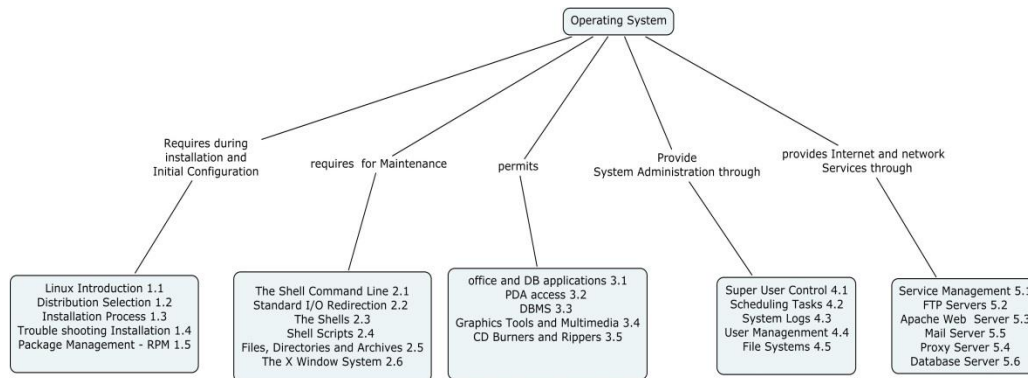 Operating System
Requires during
installation and
Initial Configuration
requires for Maintenance
permits
Provide
System Administration through
provides Internet and network
Services through
Linux Introduction 1.1
Distribution Selection 1.2
Installation Process 1.3
Trouble shooting Installation 1.4
Package Management - RPM 1.5
The Shell Command Line 2.1
Standard I/O Redirection 2.2
The Shells 2.3
Shell Scripts 2.4
Files, Directories and Archives 2.5
The X Window System 2.6
office and DB applications 3.1
PDA access 3.2
DBMS 3.3
Graphics Tools and Multimedia 3.4
CD Burners and Rippers 3.5
Super User Control 4.1
Scheduling Tasks 4.2
System Logs 4.3
User Managenment 4.4
File Systems 4.5
Service Management 5.1
FTP Servers 5.2
Apache Web Server 5.3
Mail Server 5.5
Proxy Server 5.4
Database Server 5.6